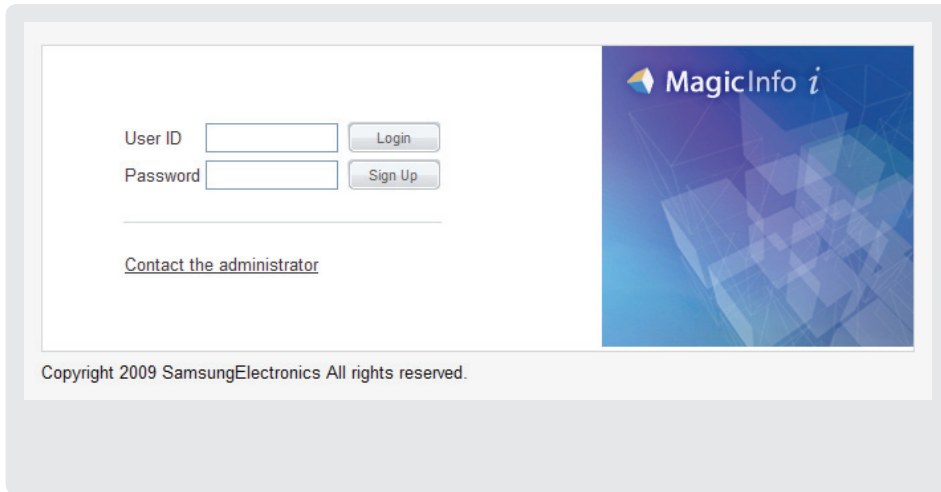 MagicInfo i
User ID
Login
Password
Sign Up
Contact the administrator
Copyright 2009 SamsungElectronics All rights reserved.